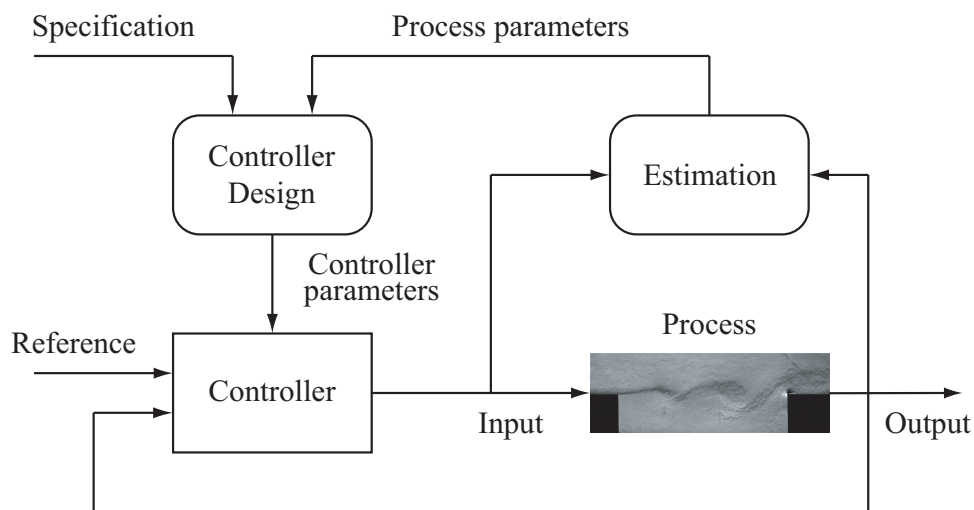 Specification
Process parameters
Controller
Design
Estimation
Controller
parameters
Process
Reference
Controller
Input
Output